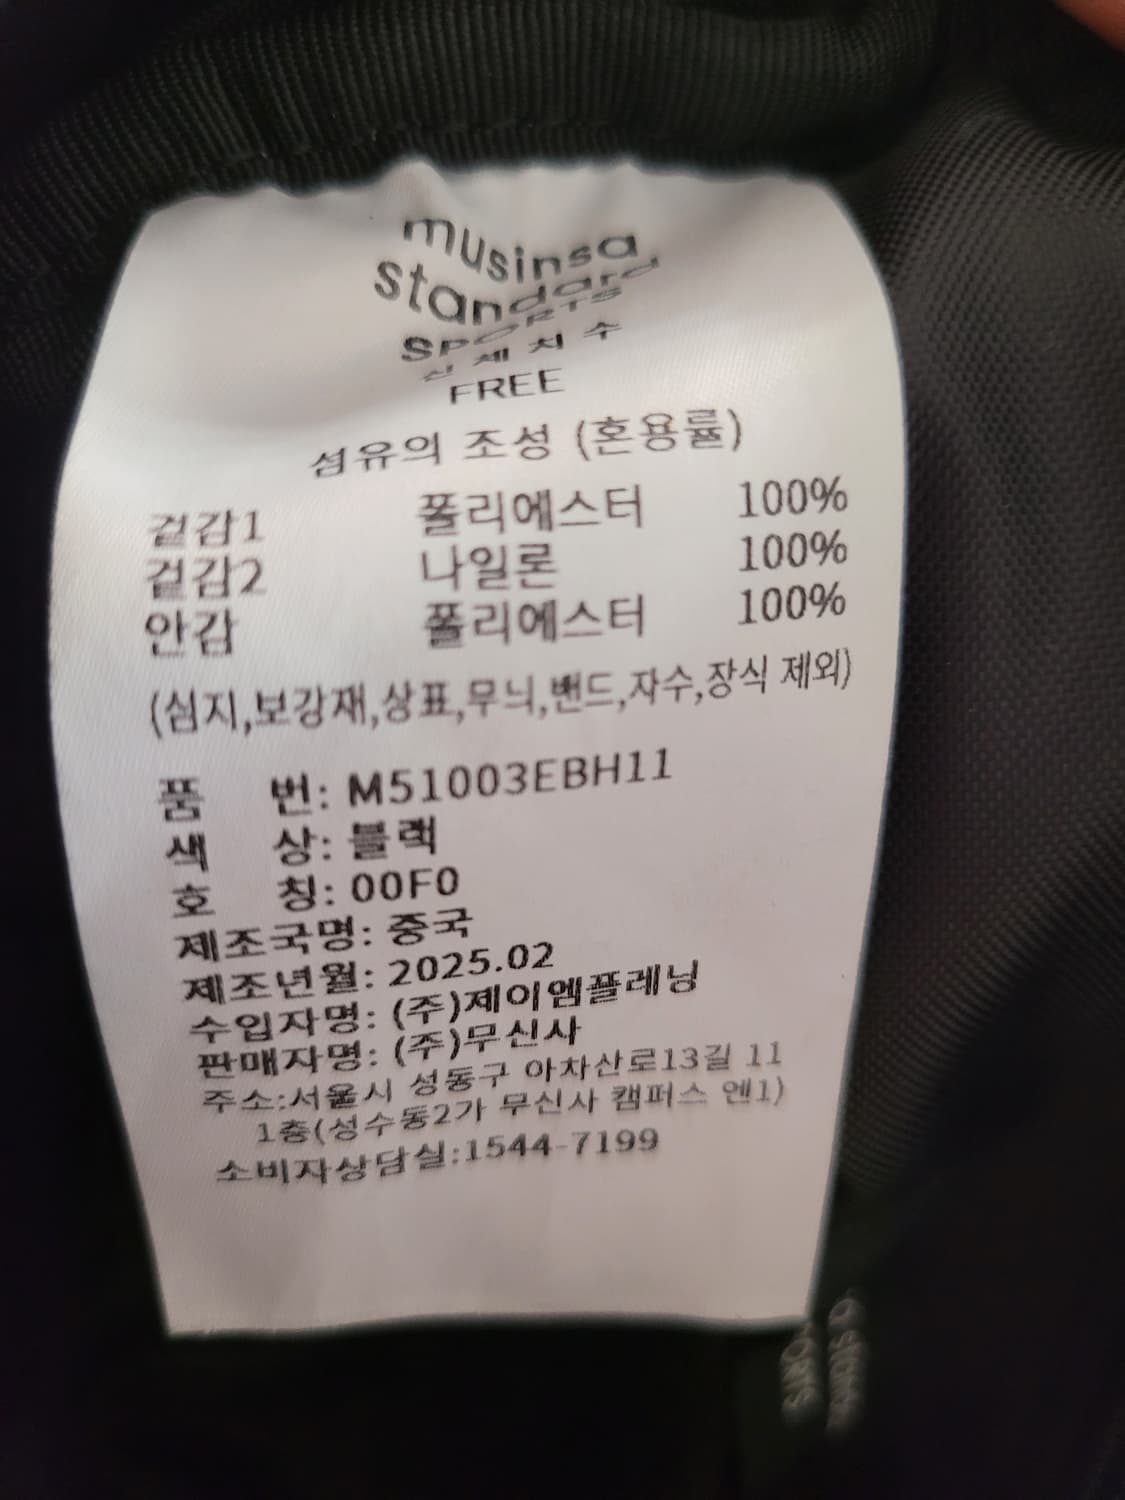 musinsa
standard
SPORTS
신체치수
FREE
섬유의 조성 (혼용률)
겉감1 폴리에스터 100%
겉감2 나일론 100%
안감 폴리에스터 100%
(심지,보강재,상표,무늬,밴드,자수,장식 제외)
품 번: M51003EBH11
색 상: 블랙
호 칭: 00F0
제조국명: 중국
제조년월: 2025.02
수입자명: (주)제이엠플래닝
판매자명: (주)무신사
주소:서울시 성동구 아차산로13길 11
1층(성수동2가 무신사 캠퍼스 엔1)
소비자상담실:1544-7199